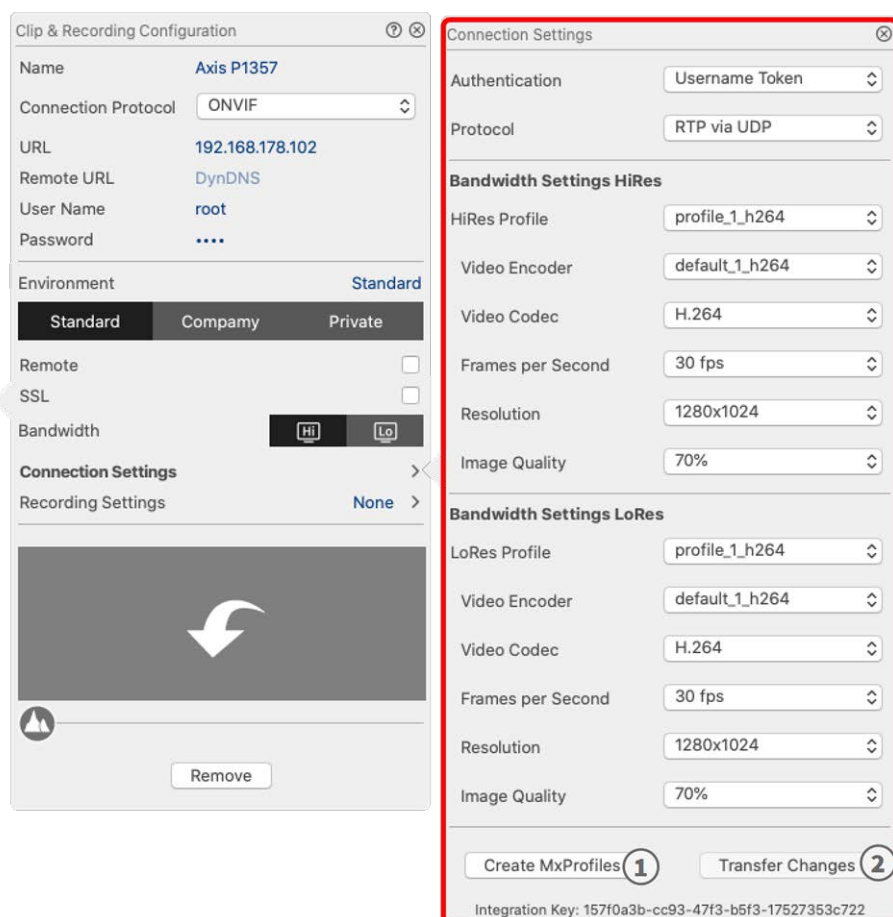 Clip & Recording Configuration ?
Name Axis P1357
Connection Protocol ONVIF
URL 192.168.178.102
Remote URL DynDNS
User Name root
Password ••••
Environment Standard
Standard Compamy Private
Remote
SSL
Bandwidth Hi Lo
Connection Settings >
Recording Settings None >
Remove
Connection Settings
Authentication Username Token
Protocol RTP via UDP
Bandwidth Settings HiRes
HiRes Profile profile_1_h264
Video Encoder default_1_h264
Video Codec H.264
Frames per Second 30 fps
Resolution 1280x1024
Image Quality 70%
Bandwidth Settings LoRes
LoRes Profile profile_1_h264
Video Encoder default_1_h264
Video Codec H.264
Frames per Second 30 fps
Resolution 1280x1024
Image Quality 70%
Create MxProfiles 1 Transfer Changes 2
Integration Key: 157f0a3b-cc93-47f3-b5f3-17527353c722